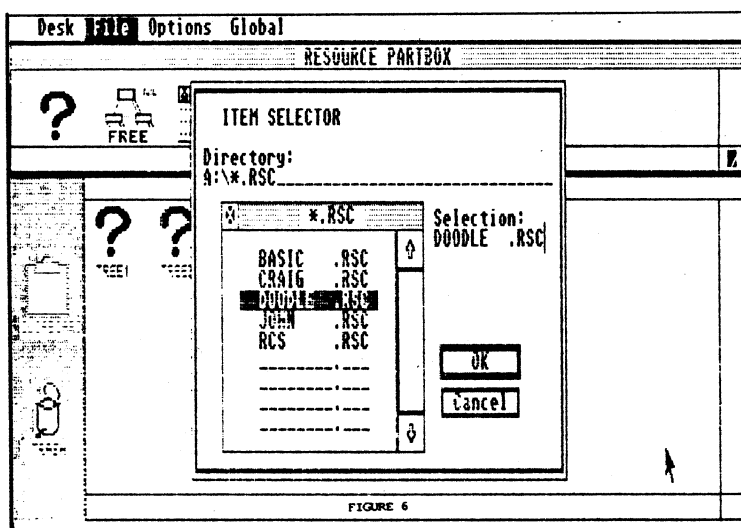 Desk File Options Global
RESOURCE PARTBOX
FREE
ITEM SELECTOR
Directory:
A:\*.RSC
*.RSC
BASIC .RSC
CRAIG .RSC
DOODLE .RSC
JOHN .RSC
RCS .RSC
Selection:
DOODLE .RSC
OK
Cancel
TREE1
FIGURE 6